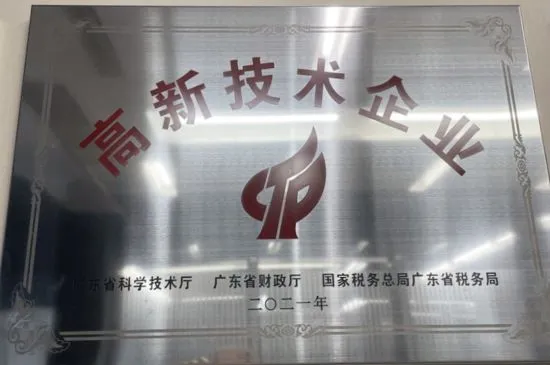 高新技术企业
广东省科学技术厅 广东省财政厅 国家税务总局广东省税务局
二〇二一年